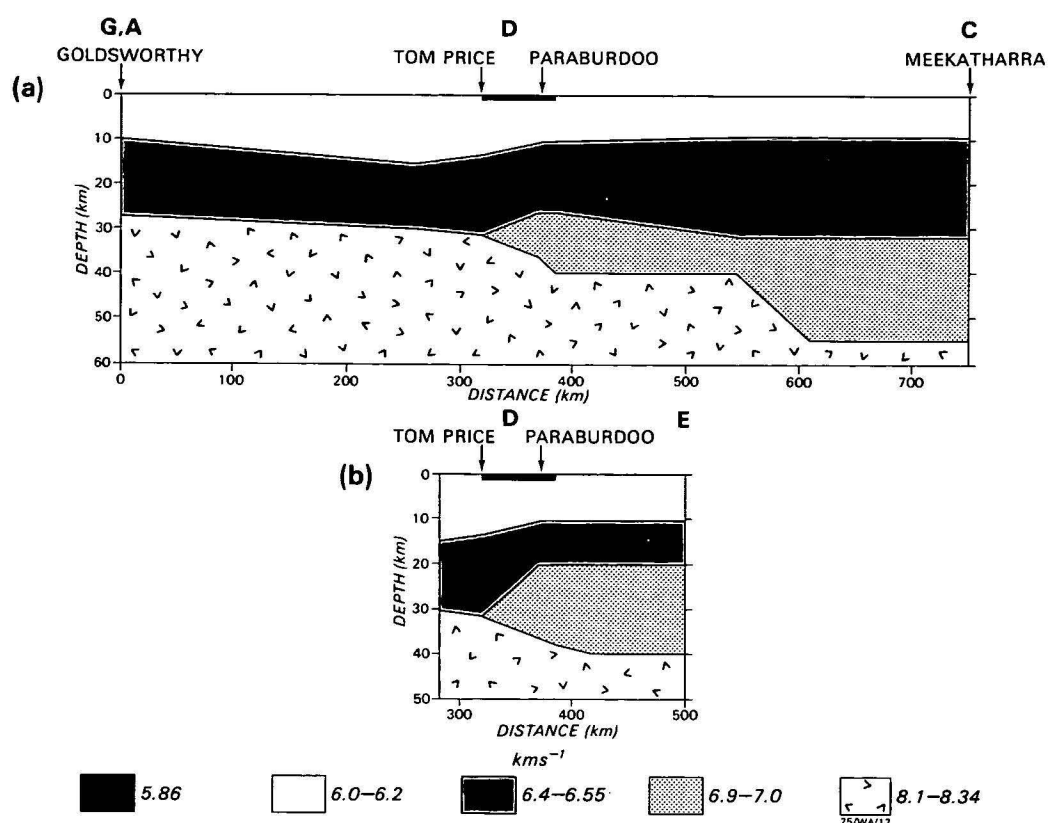 G,A D C
GOLDSWORTHY TOM PRICE PARABURDOO MEEKATHARRA
(a)
0
10
20
30
40
50
60
DEPTH (km)
0 100 200 300 400 500 600 700
DISTANCE (km)
D E
TOM PRICE PARABURDOO
(b)
0
10
20
30
40
50
DEPTH (km)
300 400 500
DISTANCE (km)
kms⁻¹
5.86 6.0–6.2 6.4–6.55 6.9–7.0 8.1–8.34